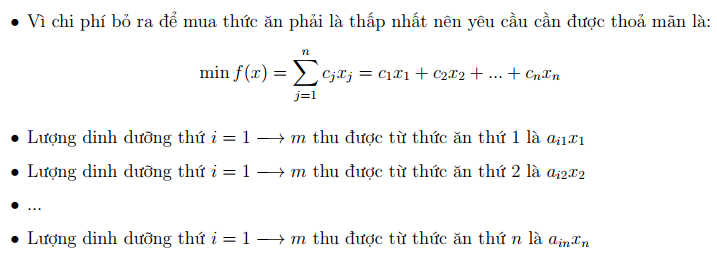 • Vì chi phí bỏ ra để mua thức ăn phải là thấp nhất nên yêu cầu cần được thoả mãn là:
min f(x) = \sum_{j=1}^{n} c_j x_j = c_1x_1 + c_2x_2 + ... + c_nx_n
• Lượng dinh dưỡng thứ i = 1 ⟶ m thu được từ thức ăn thứ 1 là a_{i1}x_1
• Lượng dinh dưỡng thứ i = 1 ⟶ m thu được từ thức ăn thứ 2 là a_{i2}x_2
• ...
• Lượng dinh dưỡng thứ i = 1 ⟶ m thu được từ thức ăn thứ n là a_{in}x_n